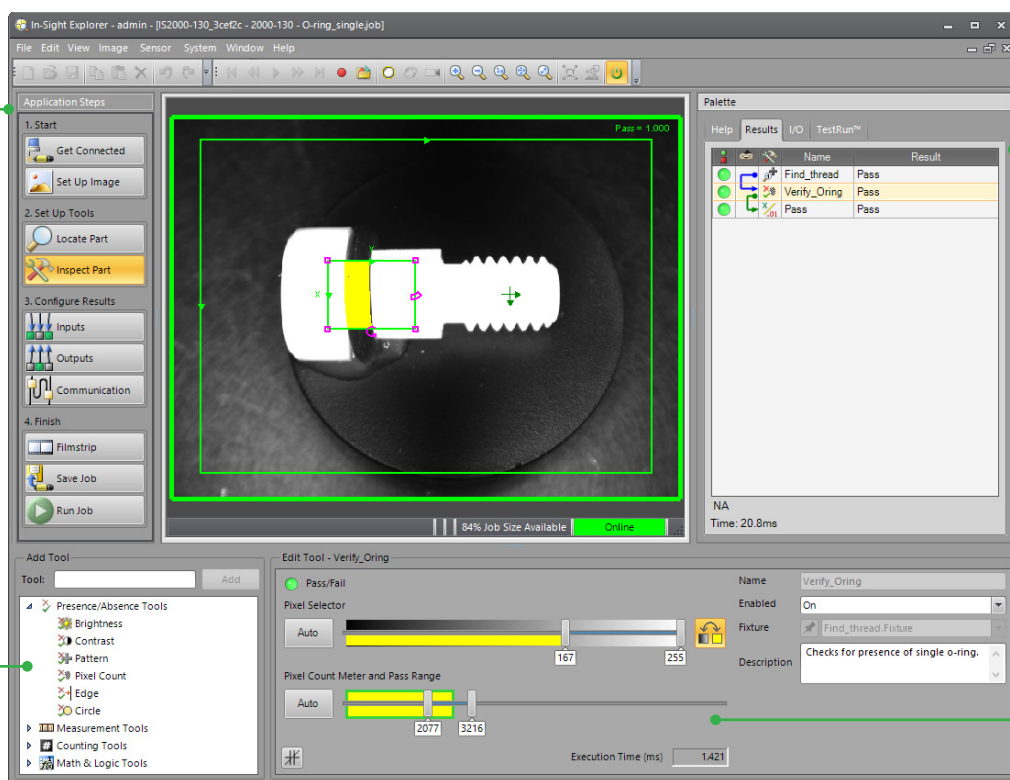 In-Sight Explorer - admin - [IS2000-130_3cef2c - 2000-130 - O-ring_single.job]
File Edit View Image Sensor System Window Help
Application Steps
1. Start
Get Connected
Set Up Image
2. Set Up Tools
Locate Part
Inspect Part
3. Configure Results
Inputs
Outputs
Communication
4. Finish
Filmstrip
Save Job
Run Job
Pass = 1.000
Y
X
84% Job Size Available
Online
Palette
Help Results I/O TestRun™
Name Result
Find_thread Pass
Verify_Oring Pass
Pass Pass
NA
Time: 20.8ms
Add Tool
Tool: Add
Presence/Absence Tools
Brightness
Contrast
Pattern
Pixel Count
Edge
Circle
Measurement Tools
Counting Tools
Math & Logic Tools
Edit Tool - Verify_Oring
Pass/Fail
Pixel Selector
Auto
167 255
Pixel Count Meter and Pass Range
Auto
2077 3216
Execution Time (ms) 1.421
Name Verify_Oring
Enabled On
Fixture Find_thread.Fixture
Description Checks for presence of single o-ring.